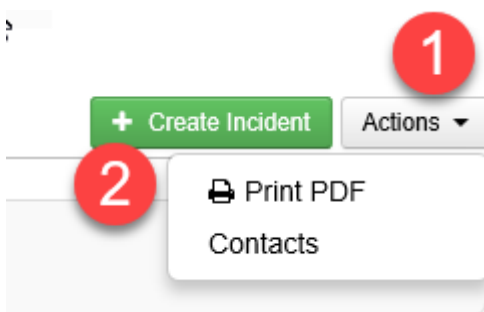 e
1
+ Create Incident Actions
2
Print PDF
Contacts